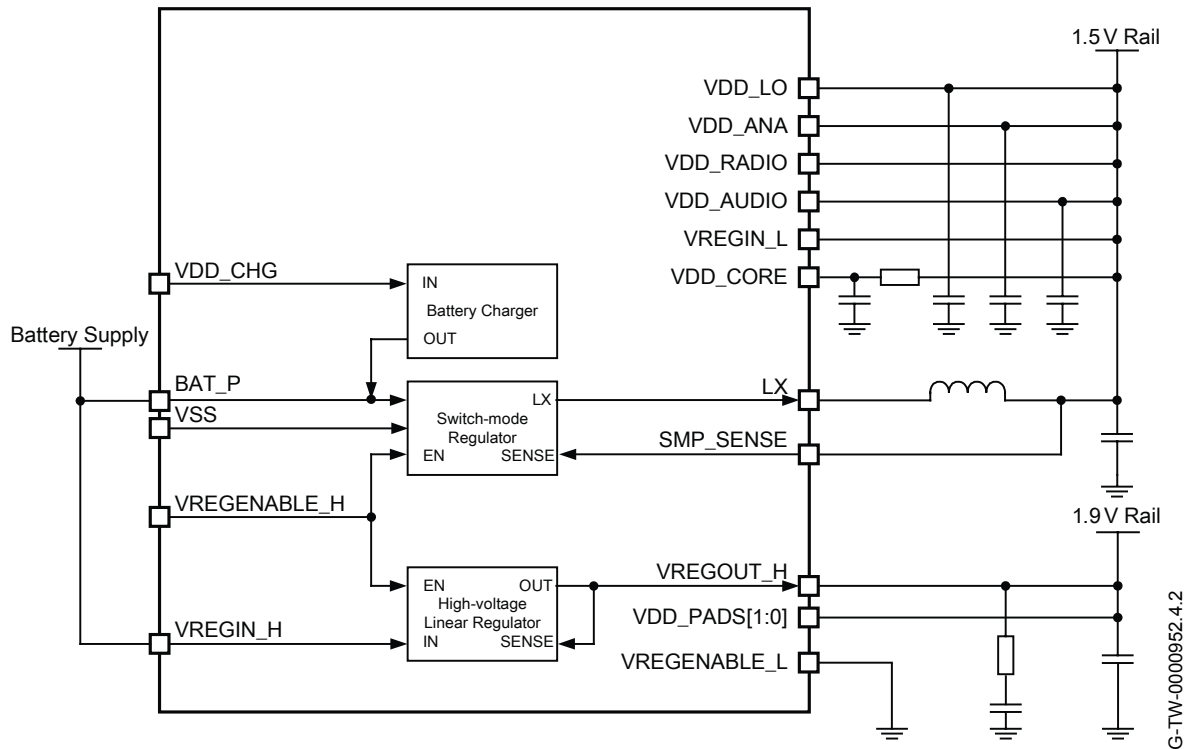 1.5 V Rail
VDD_LO
VDD_ANA
VDD_RADIO
VDD_AUDIO
VREGIN_L
VDD_CORE
VDD_CHG
IN
Battery Charger
OUT
Battery Supply
BAT_P
VSS
LX
Switch-mode
Regulator
EN
SENSE
LX
SMP_SENSE
VREGENABLE_H
1.9 V Rail
EN
OUT
High-voltage
Linear Regulator
IN
SENSE
VREGIN_H
VREGOUT_H
VDD_PADS[1:0]
VREGENABLE_L
G-TW-0000952.4.2